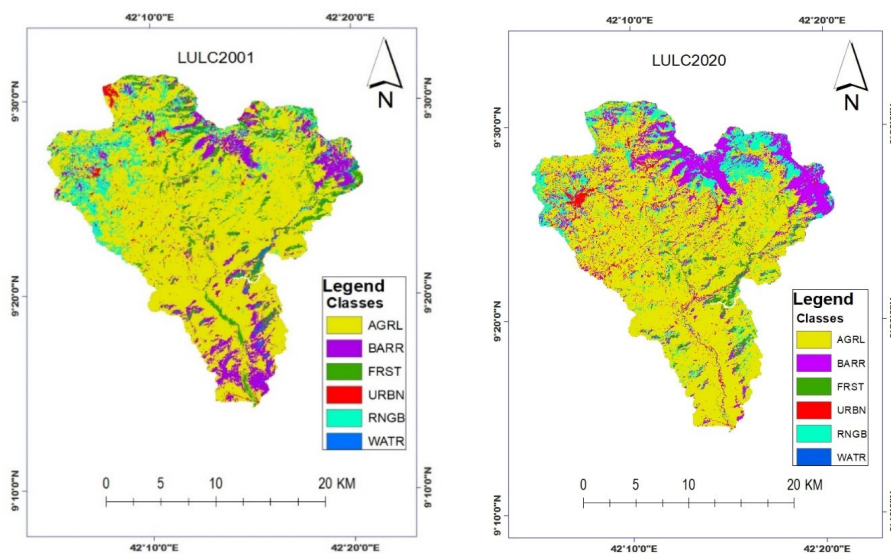 42°10'0"E 42°20'0"E
LULC2001
N
9°30'0"N 9°30'0"N
9°20'0"N 9°20'0"N
9°10'0"N 9°10'0"N
Legend
Classes
AGRL
BARR
FRST
URBN
RNGB
WATR
0 5 10 20 KM
42°10'0"E 42°20'0"E
42°10'0"E 42°20'0"E
LULC2020
N
9°30'0"N
9°20'0"N
9°10'0"N
Legend
Classes
AGRL
BARR
FRST
URBN
RNGB
WATR
0 5 10 20 KM
42°10'0"E 42°20'0"E